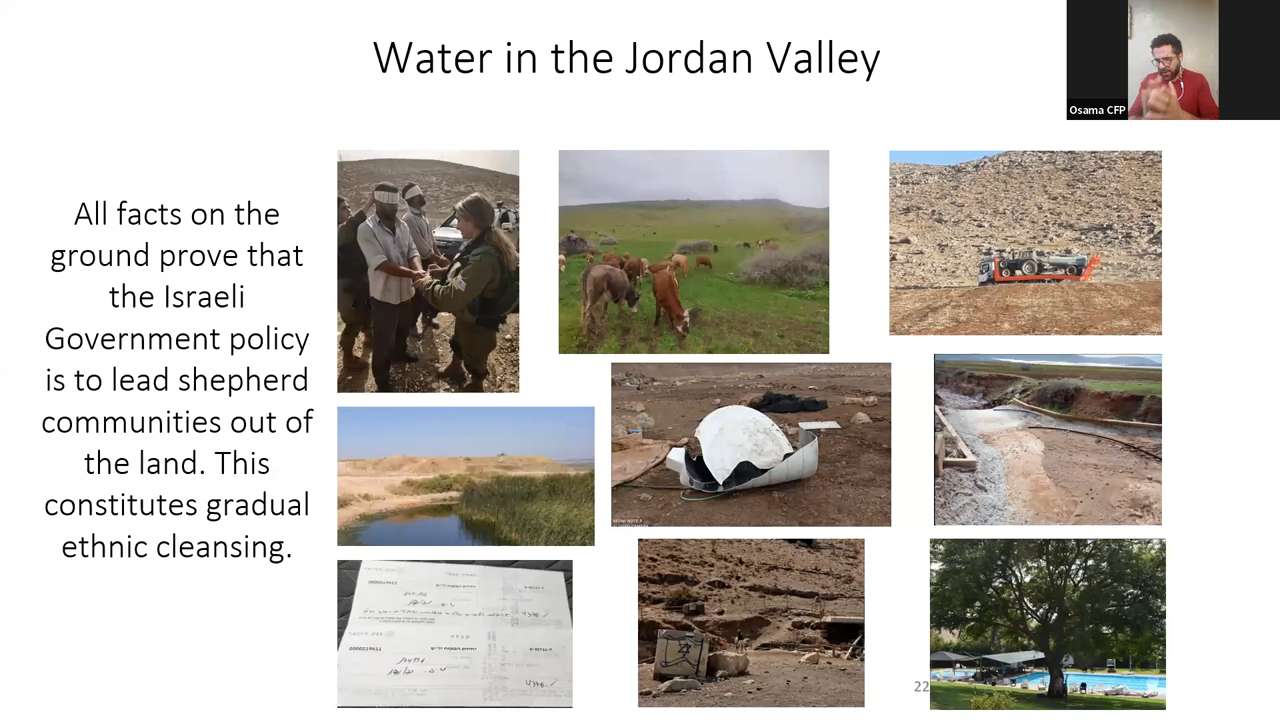 Water in the Jordan Valley
Osama CFP
All facts on the
ground prove that
the Israeli
Government policy
is to lead shepherd
communities out of
the land. This
constitutes gradual
ethnic cleansing.
22